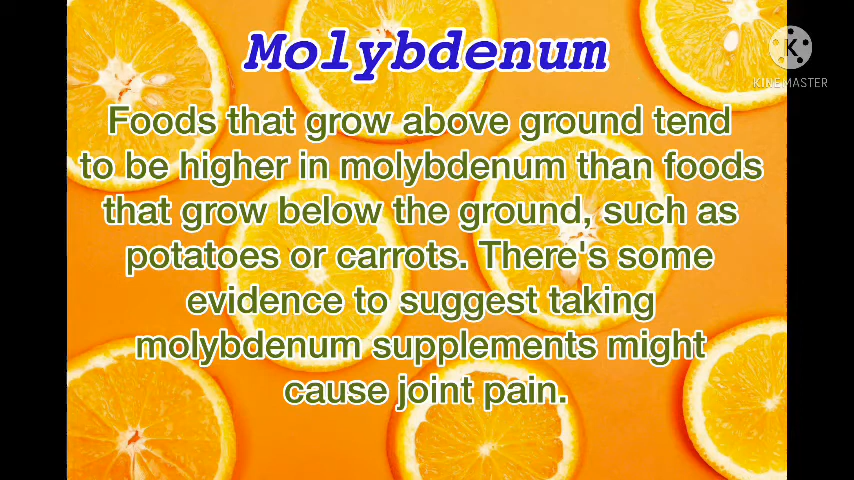 Molybdenum
KINEMASTER
Foods that grow above ground tend
to be higher in molybdenum than foods
that grow below the ground, such as
potatoes or carrots. There's some
evidence to suggest taking
molybdenum supplements might
cause joint pain.